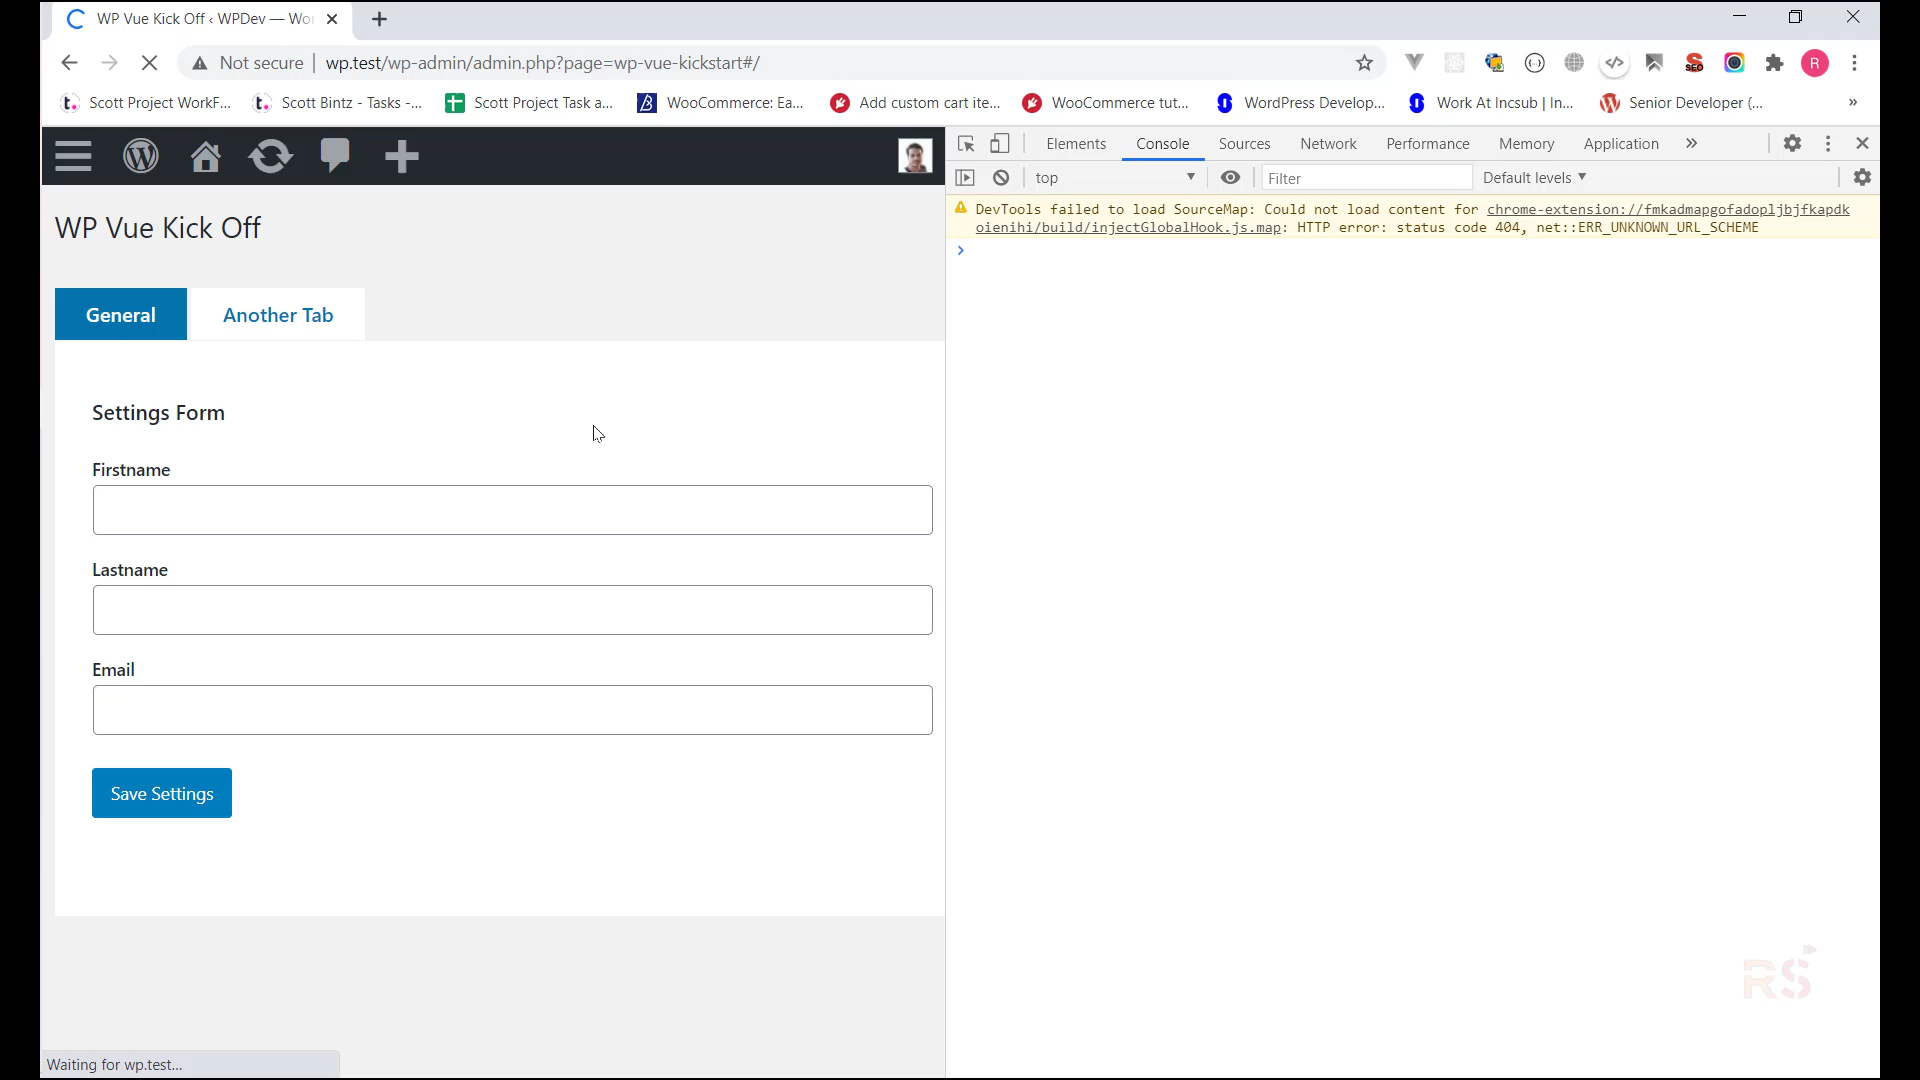 WP Vue Kick Off ‹ WPDev — Wor
Not secure | wp.test/wp-admin/admin.php?page=wp-vue-kickstart#/
R
Scott Project WorkF... Scott Bintz - Tasks -... Scott Project Task a... WooCommerce: Ea... Add custom cart ite... WooCommerce tut... WordPress Develop... Work At Incsub | In... Senior Developer (... »
Elements Console Sources Network Performance Memory Application »
top Filter Default levels
DevTools failed to load SourceMap: Could not load content for chrome-extension://fmkadmapgofadopljbjfkapdk
oienihi/build/injectGlobalHook.js.map: HTTP error: status code 404, net::ERR_UNKNOWN_URL_SCHEME
WP Vue Kick Off
General Another Tab
Settings Form
Firstname
Lastname
Email
Save Settings
RS
Waiting for wp.test...